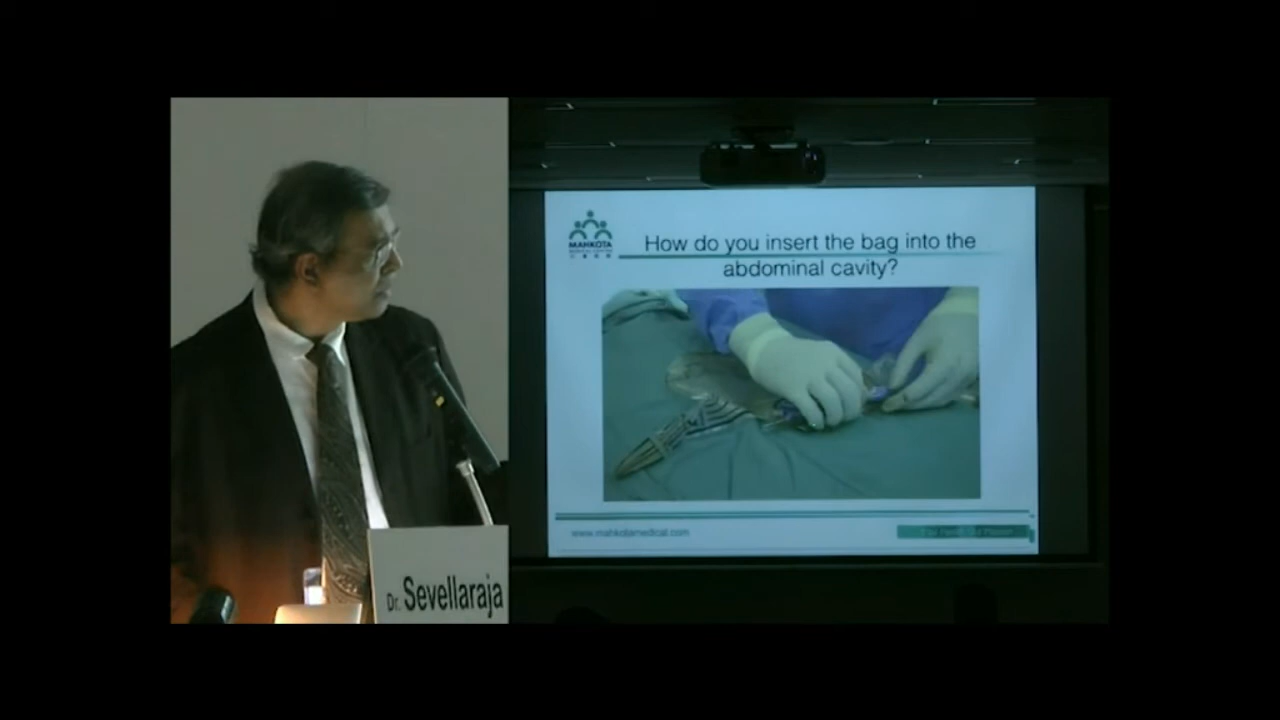 MAHKOTA
How do you insert the bag into the
abdominal cavity?
www.mahkotamedical.com
Dr. Sevellaraja